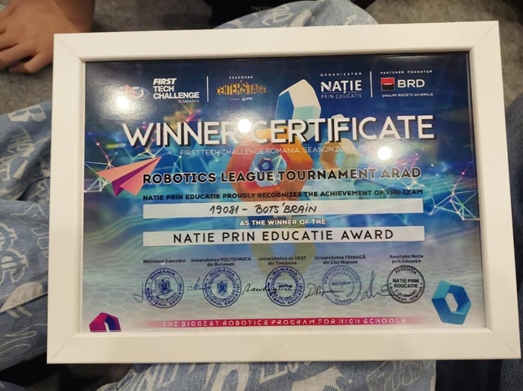 FIRST
TECH
CHALLENGE
ROMANIA
CENTERSTAGE
ORGANIZATOR
NAȚIE
PRIN EDUCAȚIE
PARTENER FONDATOR
BRD
GROUPE SOCIETE GENERALE
WINNER CERTIFICATE
FIRST TECH CHALLENGE ROMANIA, SEASON
ROBOTICS LEAGUE TOURNAMENT ARAD
NATIE PRIN EDUCATIE PROUDLY RECOGNIZES THE ACHIEVEMENT OF THE TEAM
19081 - BOTS'BRAIN
AS THE WINNER OF THE
NATIE PRIN EDUCATIE AWARD
Ministerul Educației
Universitatea POLITEHNICA
din București
Universitatea de VEST
din Timișoara
Universitatea TEHNICĂ
din Cluj-Napoca
Asociația Nație
prin Educație
NATIE PRIN
EDUCATIE
THE BIGGEST ROBOTICS PROGRAM FOR HIGH SCHOOLS